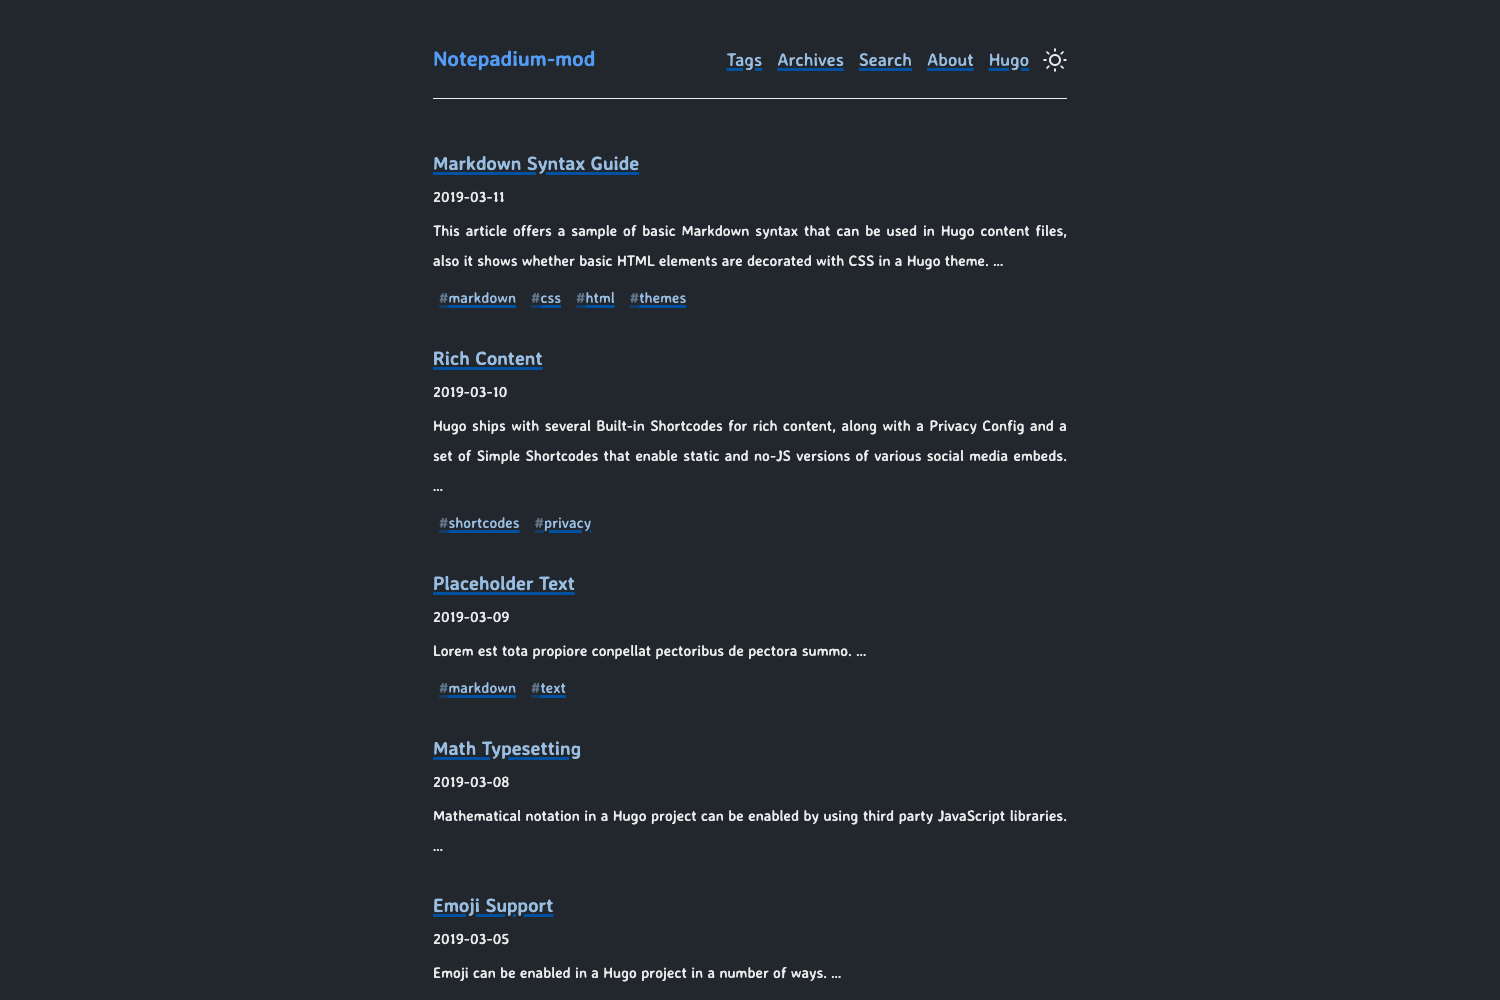 Notepadium-mod
Tags Archives Search About Hugo
Markdown Syntax Guide
2019-03-11
This article offers a sample of basic Markdown syntax that can be used in Hugo content files,
also it shows whether basic HTML elements are decorated with CSS in a Hugo theme. ...
#markdown #css #html #themes
Rich Content
2019-03-10
Hugo ships with several Built-in Shortcodes for rich content, along with a Privacy Config and a
set of Simple Shortcodes that enable static and no-JS versions of various social media embeds.
...
#shortcodes #privacy
Placeholder Text
2019-03-09
Lorem est tota propiore conpellat pectoribus de pectora summo. ...
#markdown #text
Math Typesetting
2019-03-08
Mathematical notation in a Hugo project can be enabled by using third party JavaScript libraries.
...
Emoji Support
2019-03-05
Emoji can be enabled in a Hugo project in a number of ways. ...